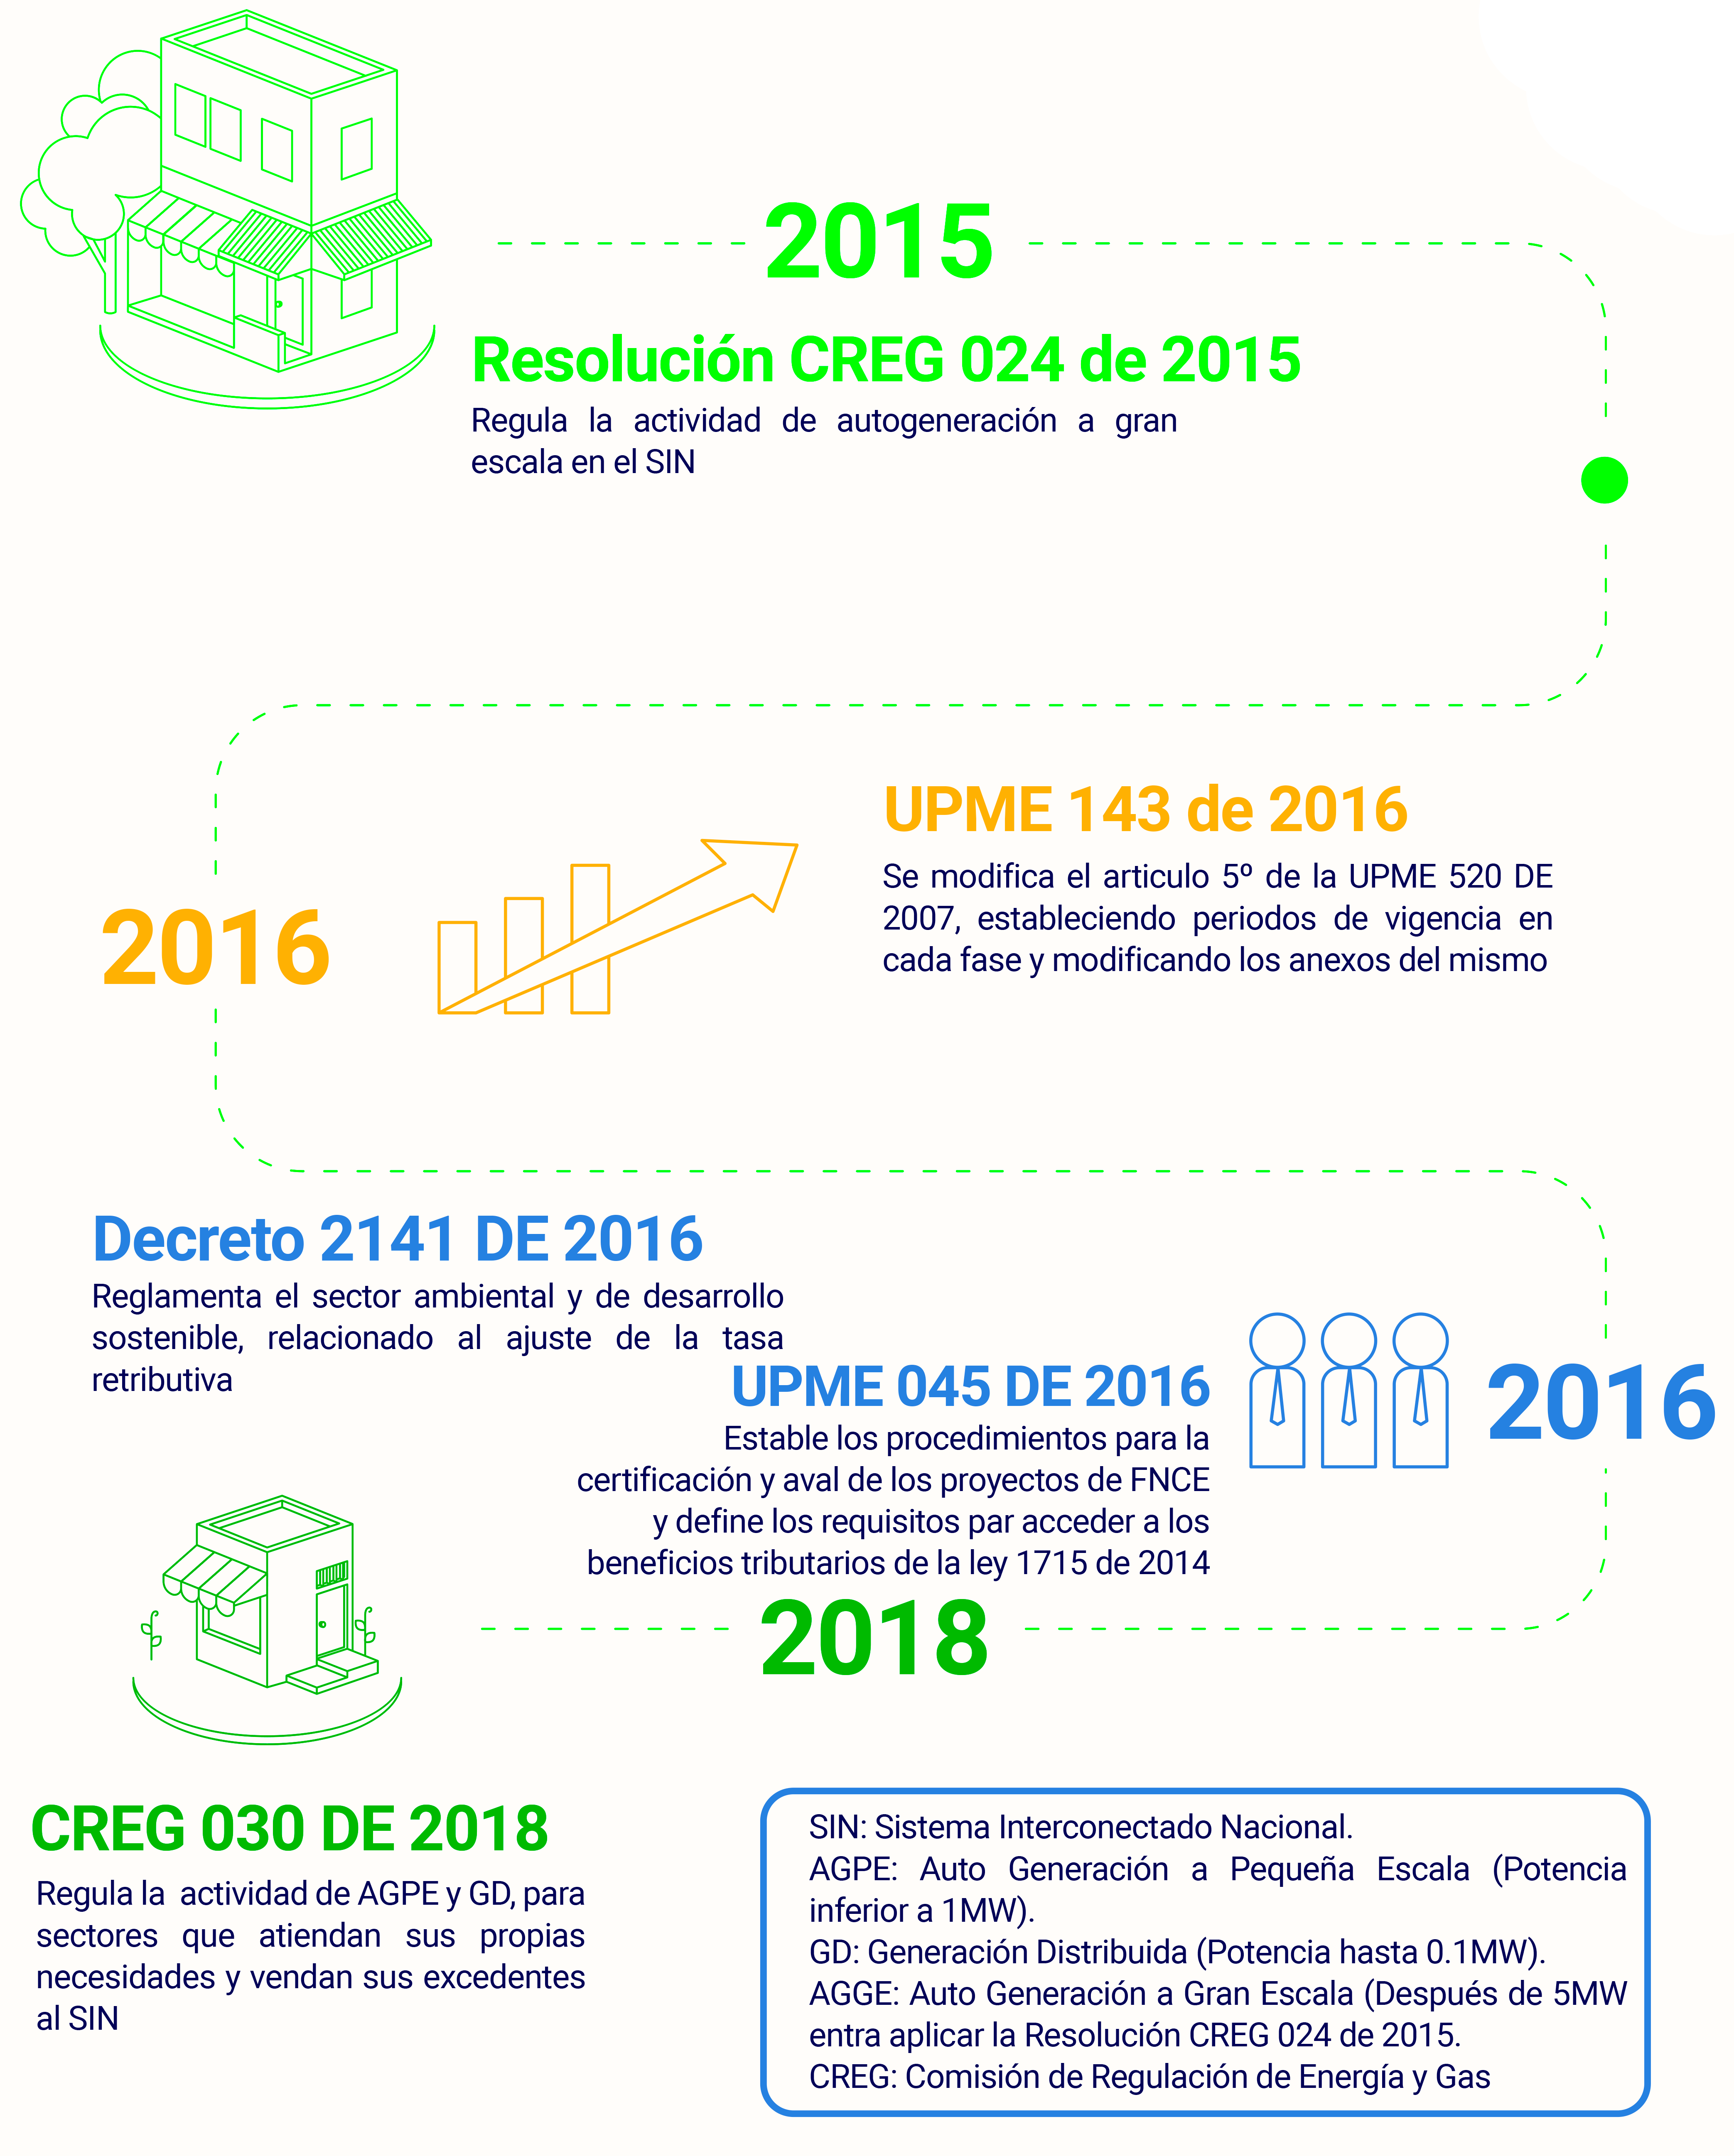 2015
Resolución CREG 024 de 2015
Regula la actividad de autogeneración a gran
escala en el SIN
2016
UPME 143 de 2016
Se modifica el articulo 5º de la UPME 520 DE
2007, estableciendo periodos de vigencia en
cada fase y modificando los anexos del mismo
Decreto 2141 DE 2016
Reglamenta el sector ambiental y de desarrollo
sostenible, relacionado al ajuste de la tasa
retributiva
2016
UPME 045 DE 2016
Estable los procedimientos para la
certificación y aval de los proyectos de FNCE
y define los requisitos par acceder a los
beneficios tributarios de la ley 1715 de 2014
2018
CREG 030 DE 2018
Regula la actividad de AGPE y GD, para
sectores que atiendan sus propias
necesidades y vendan sus excedentes
al SIN
SIN: Sistema Interconectado Nacional.
AGPE: Auto Generación a Pequeña Escala (Potencia
inferior a 1MW).
GD: Generación Distribuida (Potencia hasta 0.1MW).
AGGE: Auto Generación a Gran Escala (Después de 5MW
entra aplicar la Resolución CREG 024 de 2015.
CREG: Comisión de Regulación de Energía y Gas